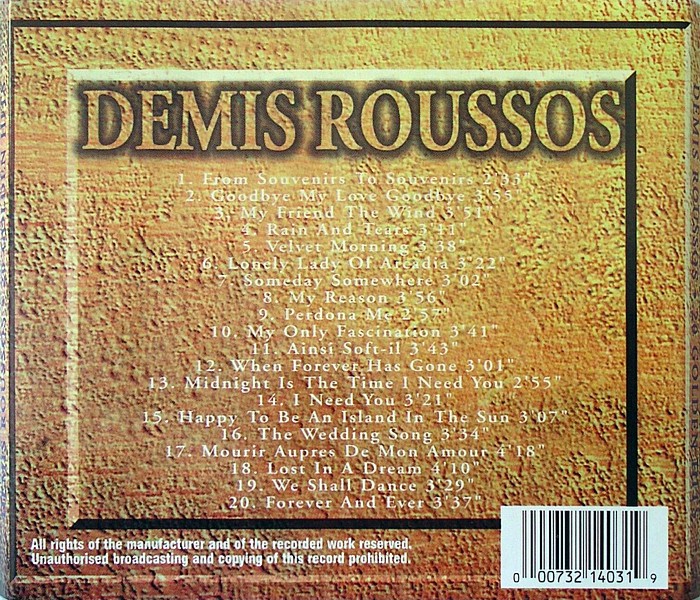 DEMIS ROUSSOS
1. From Souvenirs To Souvenirs 2'33"
2. Goodbye My Love Goodbye 3'55"
3. My Friend The Wind 3'51"
4. Rain And Tears 3'11"
5. Velvet Morning 3'38"
6. Lonely Lady Of Arcadia 3'22"
7. Someday Somewhere 3'02"
8. My Reason 3'56"
9. Perdona Me 2'57"
10. My Only Fascination 3'41"
11. Ainsi Soft-il 3'43"
12. When Forever Has Gone 3'01"
13. Midnight Is The Time I Need You 2'55"
14. I Need You 3'21"
15. Happy To Be An Island In The Sun 3'07"
16. The Wedding Song 3'34"
17. Mourir Aupres De Mon Amour 4'18"
18. Lost In A Dream 4'10"
19. We Shall Dance 3'29"
20. Forever And Ever 3'37"
All rights of the manufacturer and of the recorded work reserved.
Unauthorised broadcasting and copying of this record prohibited.
0 00732 14031 9